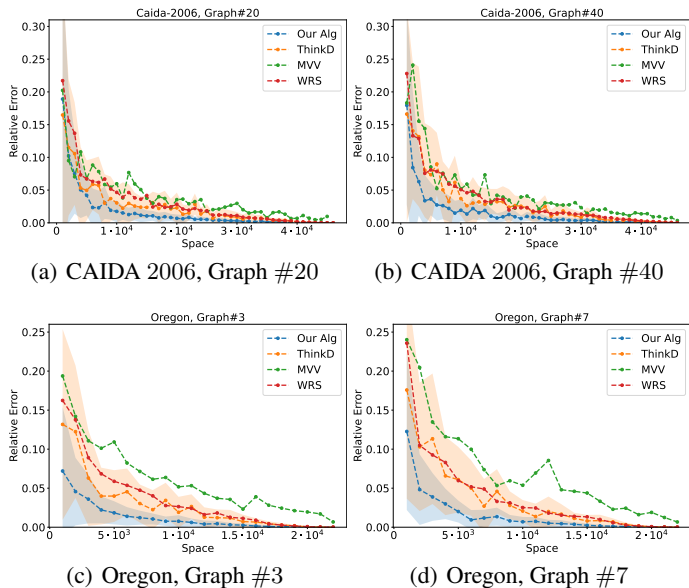 Caida-2006, Graph#20
Relative Error
0.30
0.25
0.20
0.15
0.10
0.05
0.00
Our Alg
ThinkD
MVV
WRS
0
1•10⁴
2•10⁴
3•10⁴
4•10⁴
Space
(a) CAIDA 2006, Graph #20
Caida-2006, Graph#40
Relative Error
0.30
0.25
0.20
0.15
0.10
0.05
0.00
Our Alg
ThinkD
MVV
WRS
0
1•10⁴
2•10⁴
3•10⁴
4•10⁴
Space
(b) CAIDA 2006, Graph #40
Oregon, Graph#3
Relative Error
0.25
0.20
0.15
0.10
0.05
0.00
Our Alg
ThinkD
MVV
WRS
0
5•10³
1•10⁴
1.5•10⁴
2•10⁴
Space
(c) Oregon, Graph #3
Oregon, Graph#7
Relative Error
0.25
0.20
0.15
0.10
0.05
0.00
Our Alg
ThinkD
MVV
WRS
0
5•10³
1•10⁴
1.5•10⁴
2•10⁴
Space
(d) Oregon, Graph #7